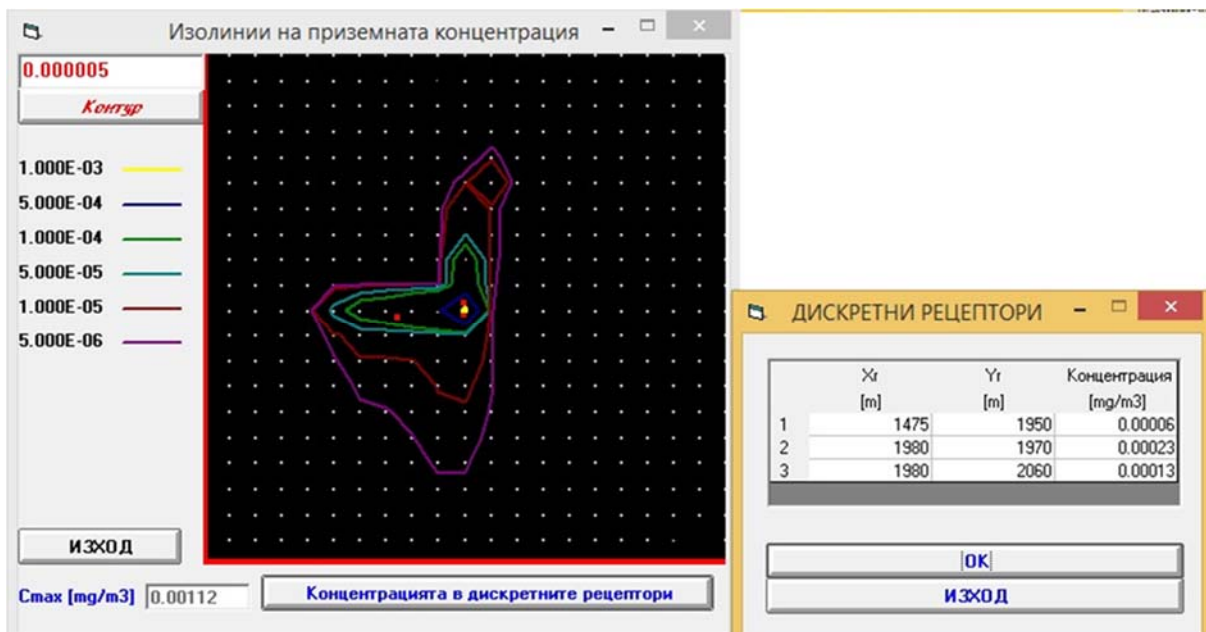 Изолинии на приземната концентрация
0.000005
Контур
1.000E-03
5.000E-04
1.000E-04
5.000E-05
1.000E-05
5.000E-06
ИЗХОД
Cmax [mg/m3] 0.00112
Концентрацията в дискретните рецептори
ДИСКРЕТНИ РЕЦЕПТОРИ
Xr Yr Концентрация
[m] [m] [mg/m3]
1 1475 1950 0.00006
2 1980 1970 0.00023
3 1980 2060 0.00013
OK
ИЗХОД